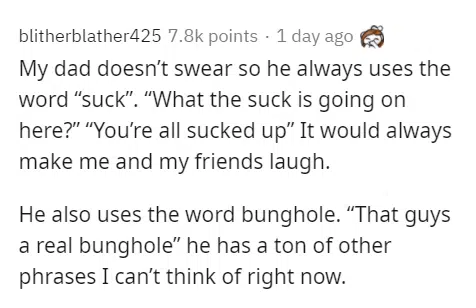 blitherblather425 7.8k points · 1 day ago
My dad doesn't swear so he always uses the
word “suck”. “What the suck is going on
here?” “You’re all sucked up” It would always
make me and my friends laugh.
He also uses the word bunghole. “That guys
a real bunghole” he has a ton of other
phrases I can’t think of right now.